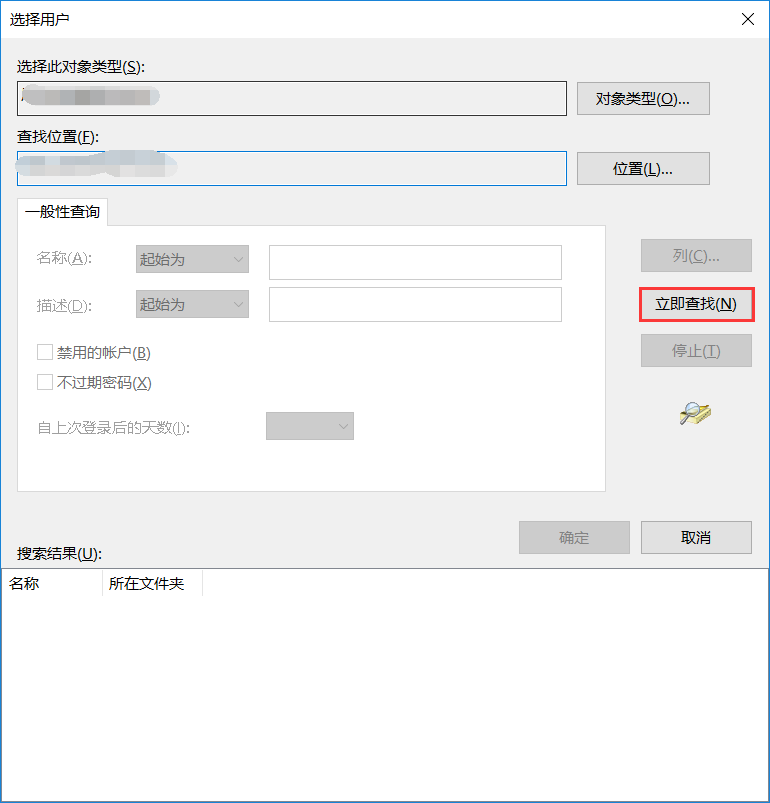 选择用户
选择此对象类型(S):
对象类型(O)...
查找位置(F):
位置(L)...
一般性查询
名称(A): 起始为
列(C)...
描述(D): 起始为
立即查找(N)
禁用的帐户(B)
停止(T)
不过期密码(X)
自上次登录后的天数(I):
确定 取消
搜索结果(U):
名称 所在文件夹